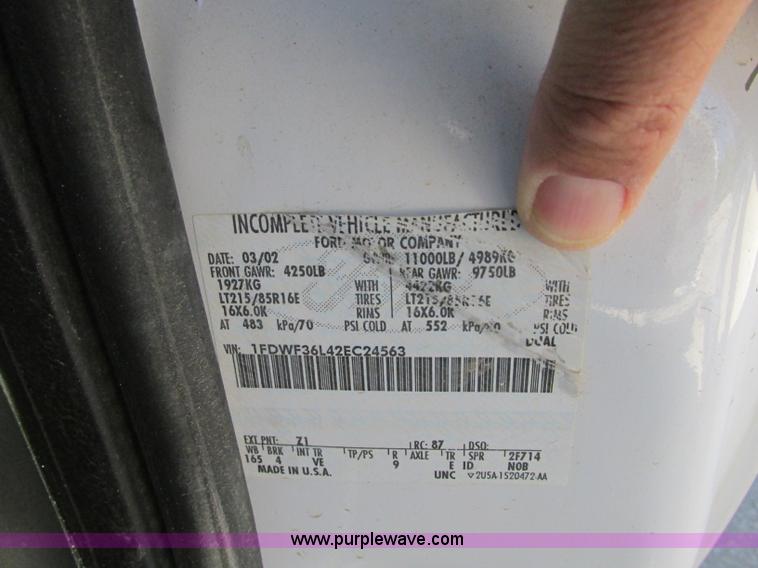 INCOMPLETE VEHICLE MANUFACTURED
FORD MOTOR COMPANY
DATE: 03/02 GVWR: 11000LB/ 4989KG
FRONT GAWR: 4250LB REAR GAWR: 9750LB
1927KG WITH 4422KG WITH
LT215/85R16E TIRES LT215/85R16E TIRES
16X6.0K RIMS 16X6.0K RIMS
AT 483 kPa/70 PSI COLD AT 552 kPa/80 PSI COLD
DUAL
VIN: 1FDWF36L42EC24563
EXT PNT: Z1 RC: 87 DSO:
WB BRK INT TR TP/PS R AXLE TR SPR 2F714
165 4 VE 9 E ID N0B
MADE IN U.S.A. UNC 2U5A-1520472-AA
www.purplewave.com